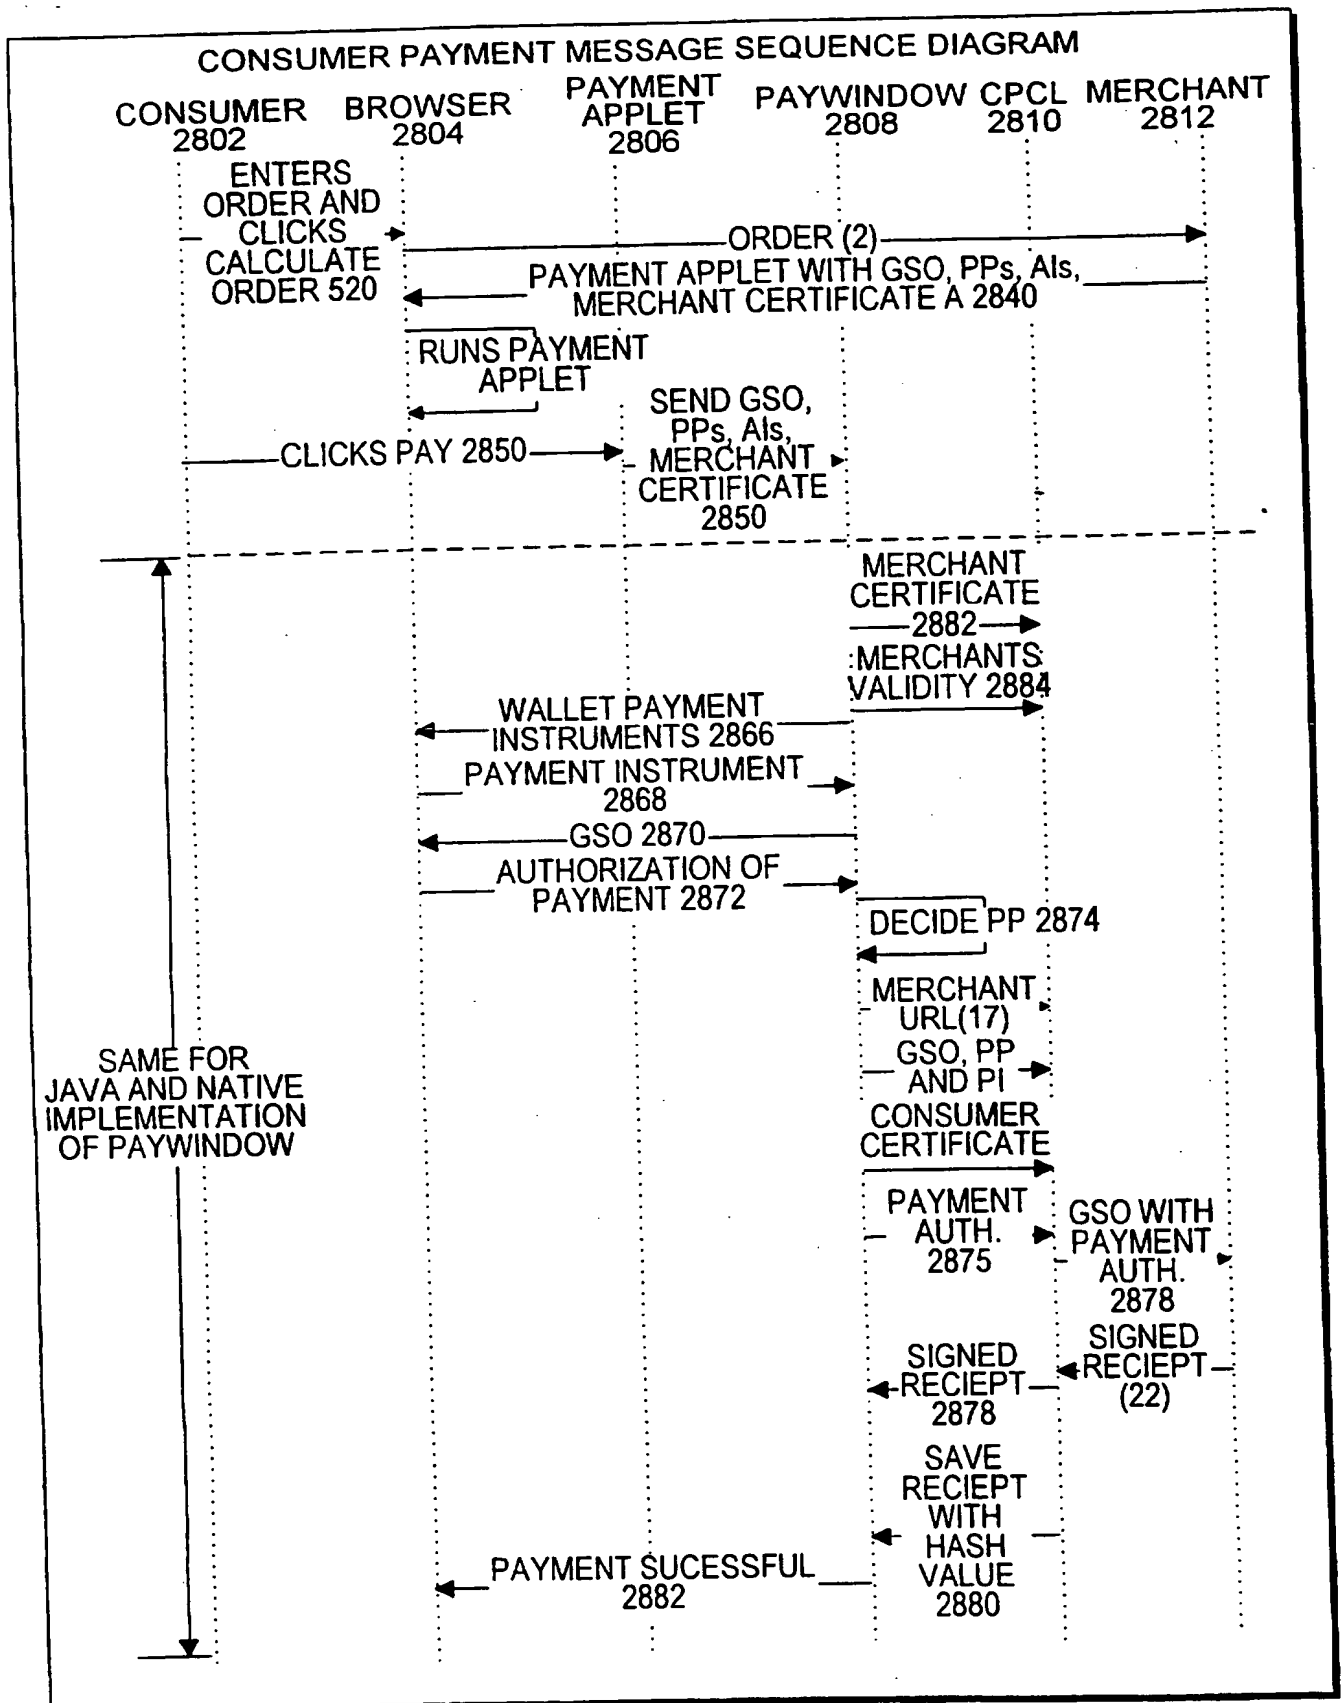 CONSUMER PAYMENT MESSAGE SEQUENCE DIAGRAM
CONSUMER
2802
BROWSER
2804
PAYMENT
APPLET
2806
PAYWINDOW
2808
CPCL
2810
MERCHANT
2812
ENTERS
ORDER AND
CLICKS
CALCULATE
ORDER 520
ORDER (2)
PAYMENT APPLET WITH GSO, PPs, AIs,
MERCHANT CERTIFICATE A 2840
RUNS PAYMENT
APPLET
CLICKS PAY 2850
SEND GSO,
PPs, AIs,
MERCHANT
CERTIFICATE
2850
MERCHANT
CERTIFICATE
2882
MERCHANTS
VALIDITY 2884
WALLET PAYMENT
INSTRUMENTS 2866
PAYMENT INSTRUMENT
2868
GSO 2870
AUTHORIZATION OF
PAYMENT 2872
DECIDE PP 2874
MERCHANT
URL(17)
GSO, PP
AND PI
SAME FOR
JAVA AND NATIVE
IMPLEMENTATION
OF PAYWINDOW
CONSUMER
CERTIFICATE
PAYMENT
AUTH.
2875
GSO WITH
PAYMENT
AUTH.
2878
SIGNED
RECIEPT
(22)
SIGNED
RECIEPT
2878
SAVE
RECIEPT
WITH
HASH
VALUE
2880
PAYMENT SUCESSFUL
2882